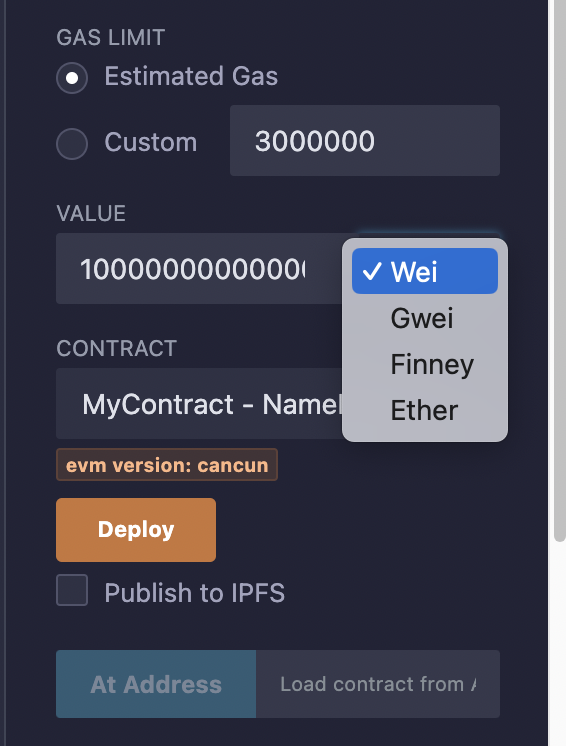 GAS LIMIT
Estimated Gas
Custom
3000000
VALUE
1000000000000
Wei
Gwei
Finney
Ether
CONTRACT
MyContract - Name
evm version: cancun
Deploy
Publish to IPFS
At Address
Load contract from